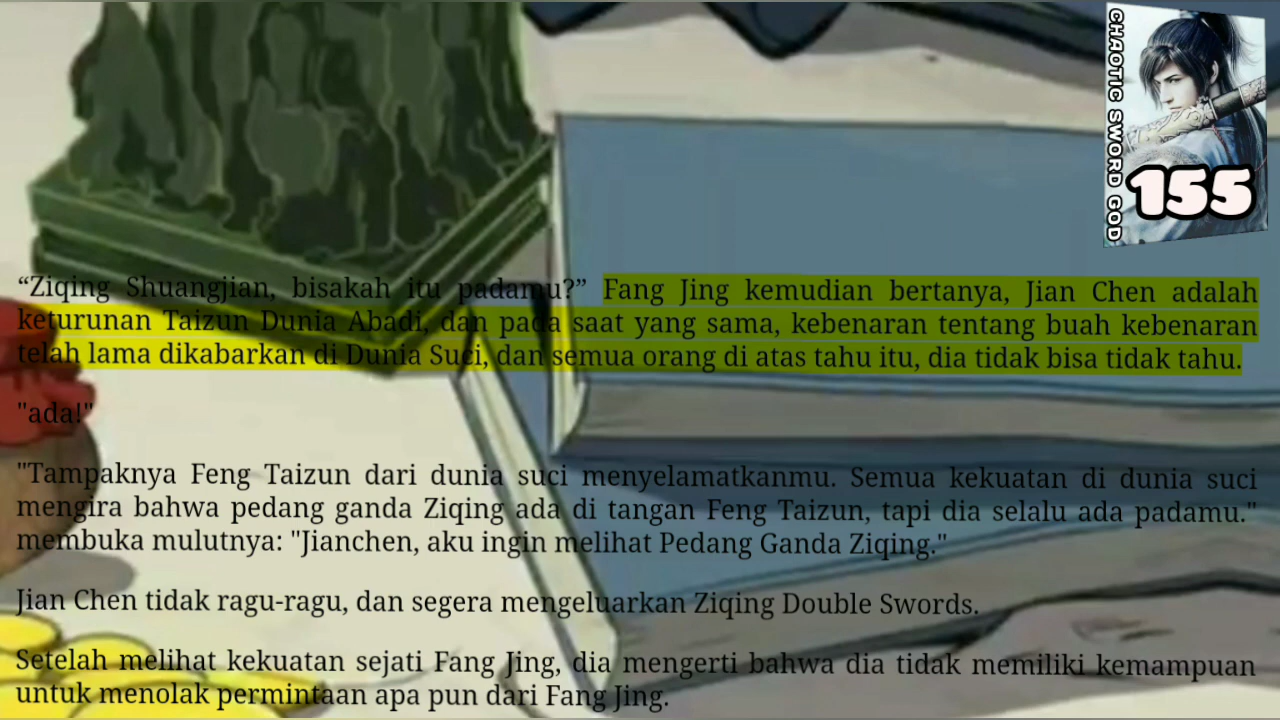 CHAOTIC SWORD GOD
155
“Ziqing Shuangjian, bisakah itu padamu?” Fang Jing kemudian bertanya, Jian Chen adalah
keturunan Taizun Dunia Abadi, dan pada saat yang sama, kebenaran tentang buah kebenaran
telah lama dikabarkan di Dunia Suci, dan semua orang di atas tahu itu, dia tidak bisa tidak tahu.
"ada!"
"Tampaknya Feng Taizun dari dunia suci menyelamatkanmu. Semua kekuatan di dunia suci
mengira bahwa pedang ganda Ziqing ada di tangan Feng Taizun, tapi dia selalu ada padamu."
membuka mulutnya: "Jianchen, aku ingin melihat Pedang Ganda Ziqing."
Jian Chen tidak ragu-ragu, dan segera mengeluarkan Ziqing Double Swords.
Setelah melihat kekuatan sejati Fang Jing, dia mengerti bahwa dia tidak memiliki kemampuan
untuk menolak permintaan apa pun dari Fang Jing.